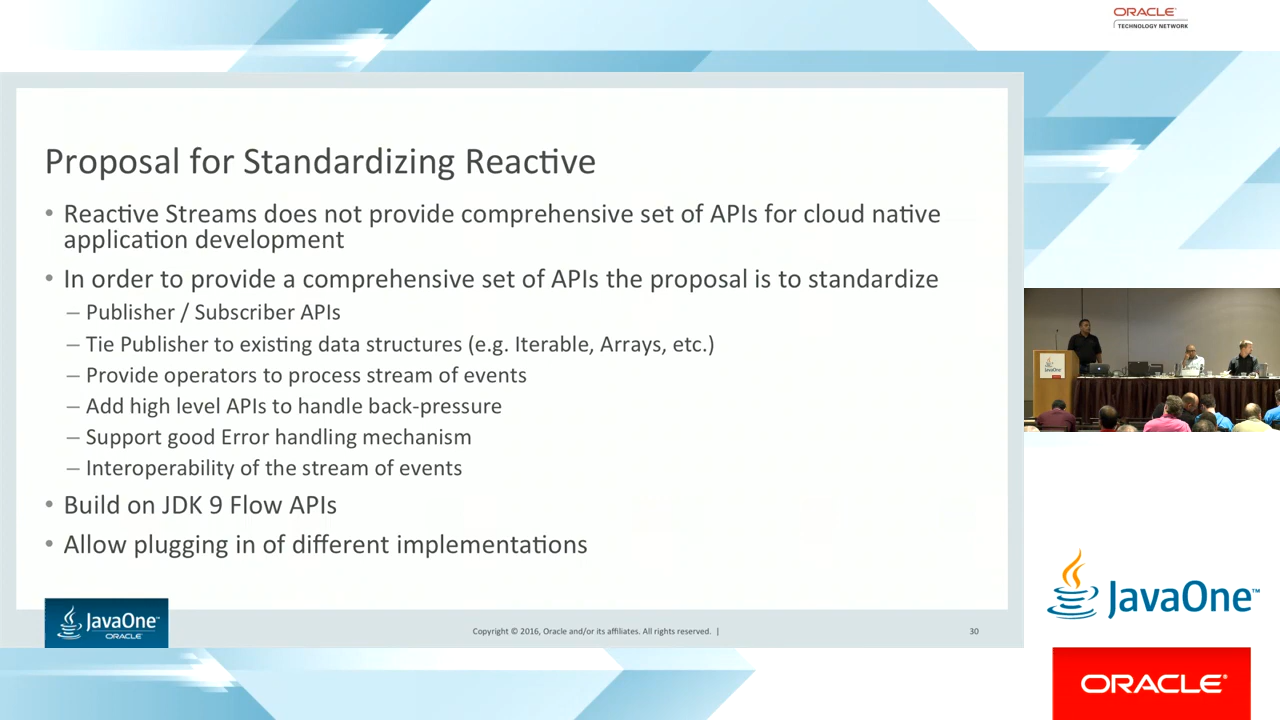 ORACLE
TECHNOLOGY NETWORK
Proposal for Standardizing Reactive
• Reactive Streams does not provide comprehensive set of APIs for cloud native
application development
• In order to provide a comprehensive set of APIs the proposal is to standardize
– Publisher / Subscriber APIs
– Tie Publisher to existing data structures (e.g. Iterable, Arrays, etc.)
– Provide operators to process stream of events
– Add high level APIs to handle back-pressure
– Support good Error handling mechanism
– Interoperability of the stream of events
• Build on JDK 9 Flow APIs
• Allow plugging in of different implementations
JavaOne™
ORACLE
Copyright © 2016, Oracle and/or its affiliates. All rights reserved. |
30
JavaOne™
ORACLE®